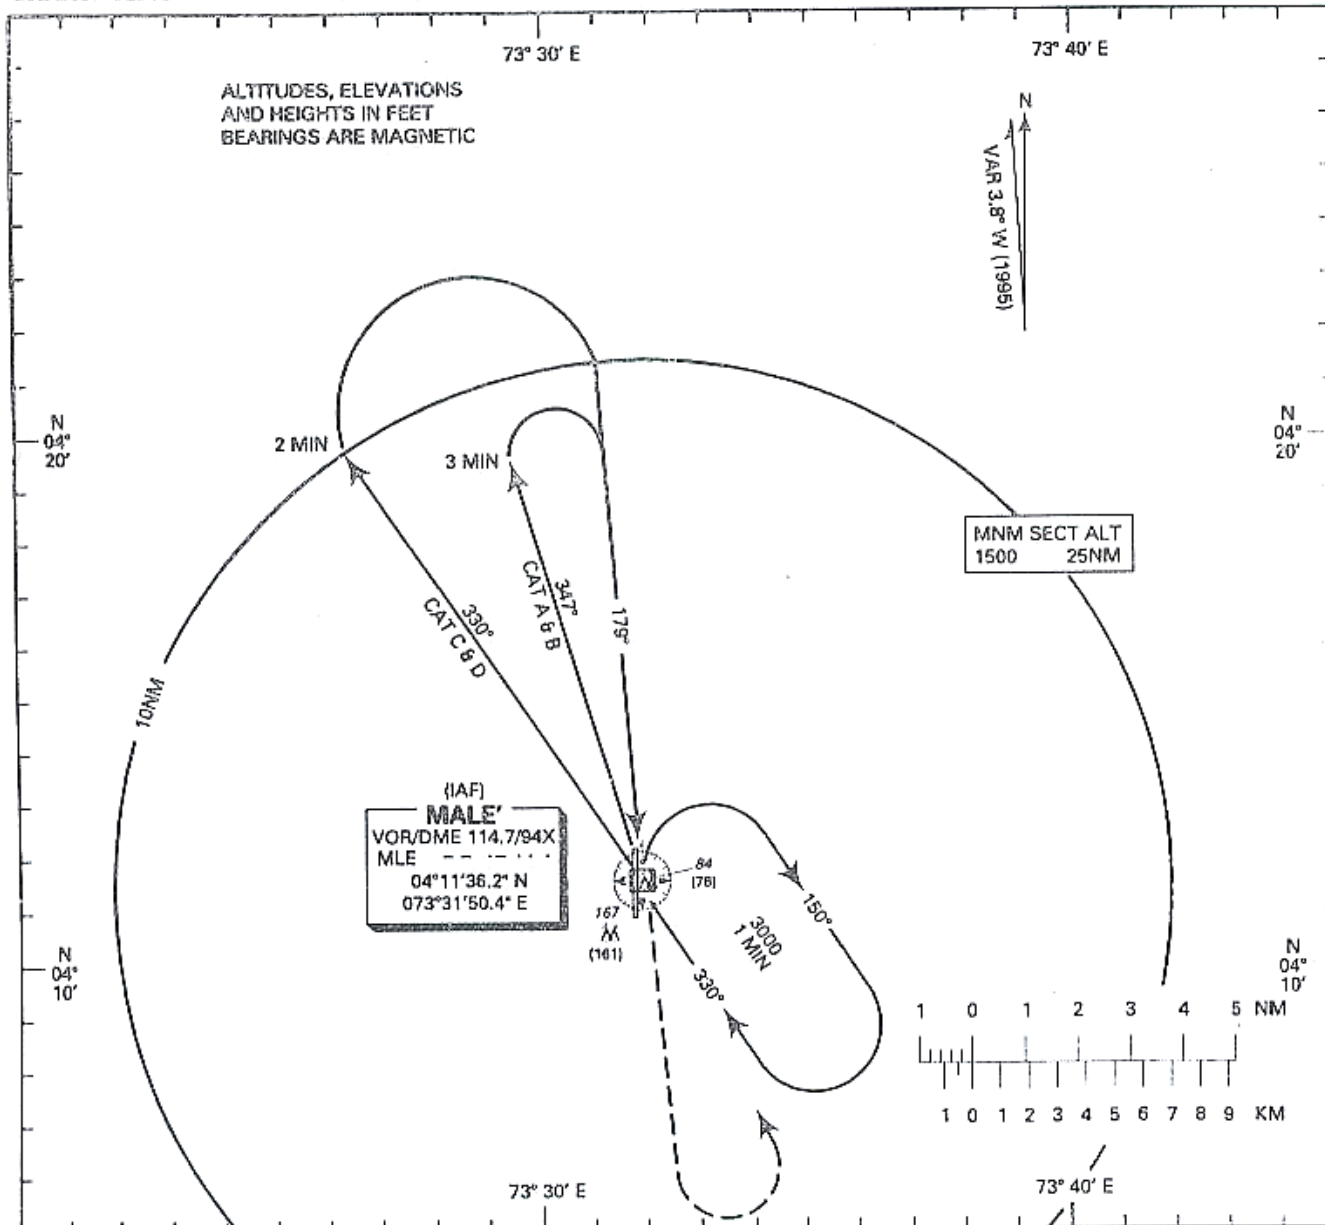 73° 30' E
73° 40' E
ALTITUDES, ELEVATIONS
AND HEIGHTS IN FEET
BEARINGS ARE MAGNETIC
N
VAR 3.8° W (1995)
N
04°
20'
2 MIN
3 MIN
N
04°
20'
MNM SECT ALT
1500 25NM
330°
CAT C & D
347°
CAT A & B
179°
10NM
(IAF)
MALE'
VOR/DME 114.7/94X
MLE -- ·-·· ·
04°11'36.2" N
073°31'50.4" E
84
(76)
167
(161)
150°
3000
1 MIN
330°
N
04°
10'
N
04°
10'
1 0 1 2 3 4 5 NM
1 0 1 2 3 4 5 6 7 8 9 KM
73° 30' E
73° 40' E